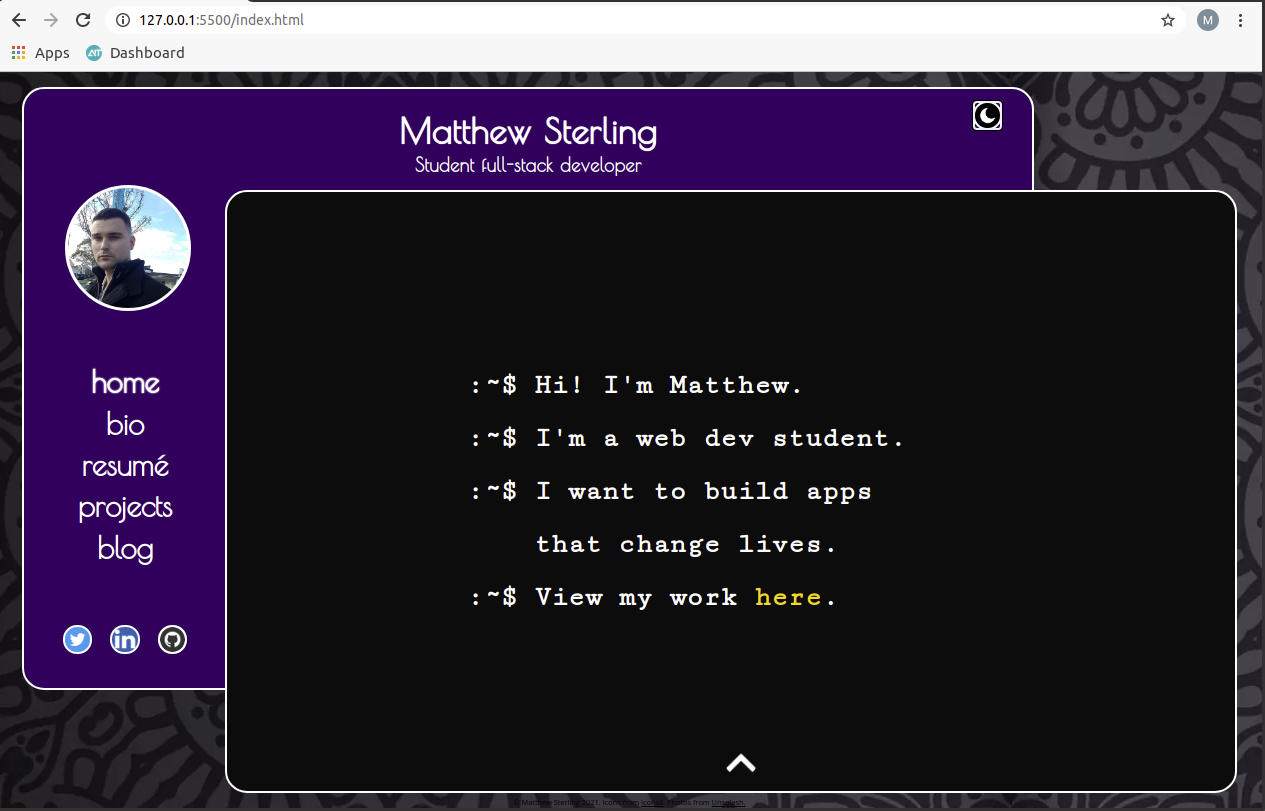 127.0.0.1:5500/index.html
M
Apps
Dashboard
Matthew Sterling
Student full-stack developer
home
bio
resumé
projects
blog
in
:~$ Hi! I'm Matthew.
:~$ I'm a web dev student.
:~$ I want to build apps
that change lives.
:~$ View my work here.
© Matthew Sterling 2021. Icons from Icons8. Photos from Unsplash.